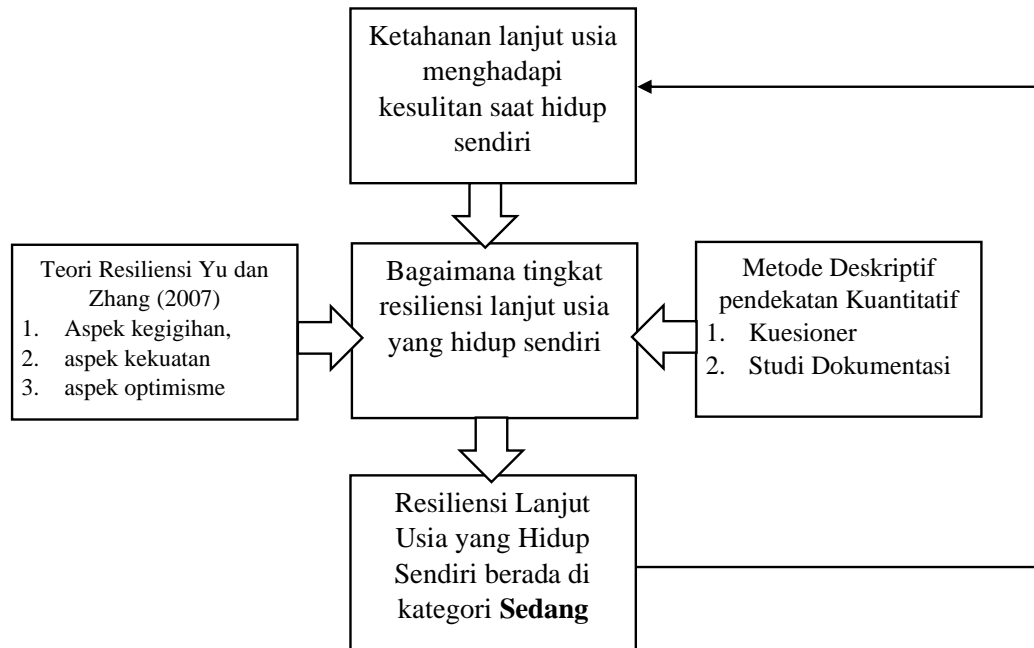 Ketahanan lanjut usia
menghadapi
kesulitan saat hidup
sendiri
Teori Resiliensi Yu dan
Zhang (2007)
1. Aspek kegigihan,
2. aspek kekuatan
3. aspek optimisme
Bagaimana tingkat
resiliensi lanjut usia
yang hidup sendiri
Metode Deskriptif
pendekatan Kuantitatif
1. Kuesioner
2. Studi Dokumentasi
Resiliensi Lanjut
Usia yang Hidup
Sendiri berada di
kategori Sedang